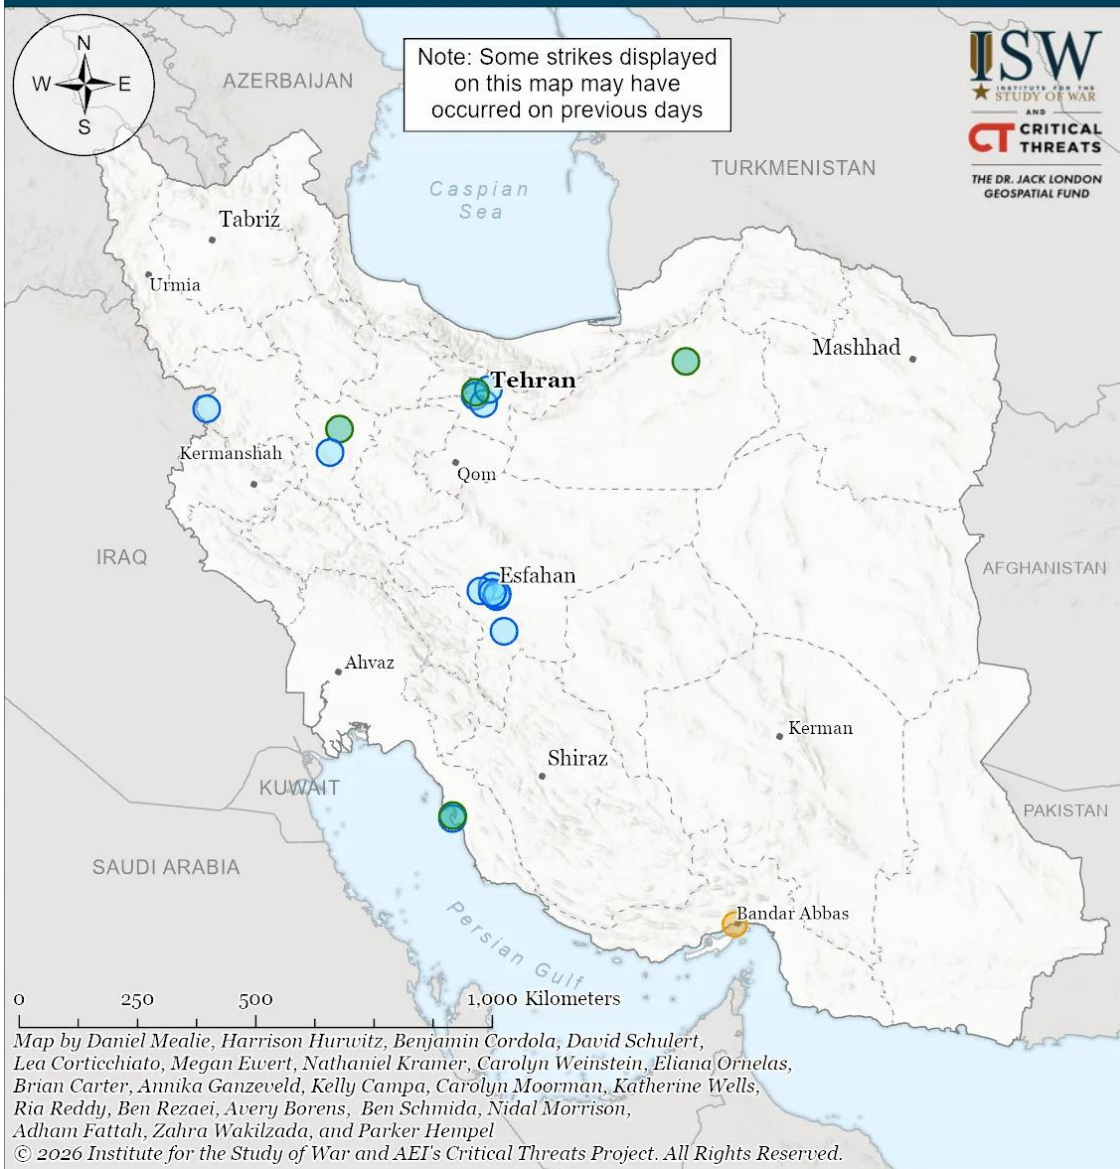 N
W E
S
AZERBAIJAN
Note: Some strikes displayed
on this map may have
occurred on previous days
ISW
INSTITUTE FOR THE
STUDY OF WAR
AND
CT CRITICAL
THREATS
THE DR. JACK LONDON
GEOSPATIAL FUND
TURKMENISTAN
Caspian
Sea
Tabriz
Urmia
Mashhad
Tehran
Kermanshah
Qom
IRAQ
AFGHANISTAN
Esfahan
Ahvaz
Kerman
Shiraz
KUWAIT
PAKISTAN
SAUDI ARABIA
Bandar Abbas
Persian Gulf
0 250 500 1,000 Kilometers
Map by Daniel Mealie, Harrison Hurwitz, Benjamin Cordola, David Schulert,
Lea Corticchiato, Megan Ewert, Nathaniel Kramer, Carolyn Weinstein, Eliana Ornelas,
Brian Carter, Annika Ganzeveld, Kelly Campa, Carolyn Moorman, Katherine Wells,
Ria Reddy, Ben Rezaei, Avery Borens, Ben Schmida, Nidal Morrison,
Adham Fattah, Zahra Wakilzada, and Parker Hempel
© 2026 Institute for the Study of War and AEI's Critical Threats Project. All Rights Reserved.